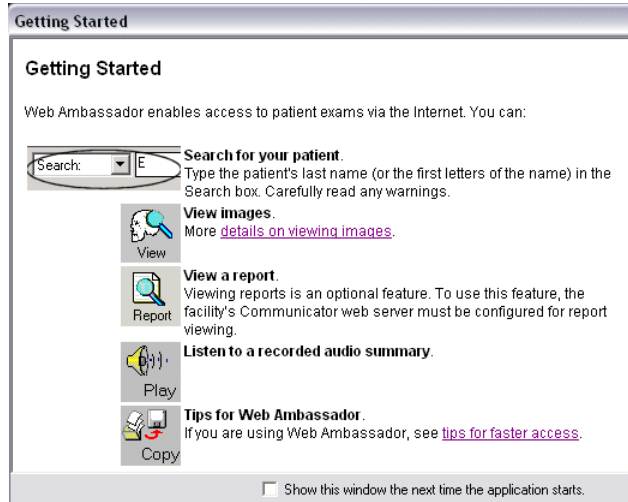 Getting Started
Getting Started
Web Ambassador enables access to patient exams via the Internet. You can:
Search: E
Search for your patient.
Type the patient's last name (or the first letters of the name) in the
Search box. Carefully read any warnings.
View
View images.
More details on viewing images.
Report
View a report.
Viewing reports is an optional feature. To use this feature, the
facility's Communicator web server must be configured for report
viewing.
Play
Listen to a recorded audio summary.
Copy
Tips for Web Ambassador.
If you are using Web Ambassador, see tips for faster access.
Show this window the next time the application starts.